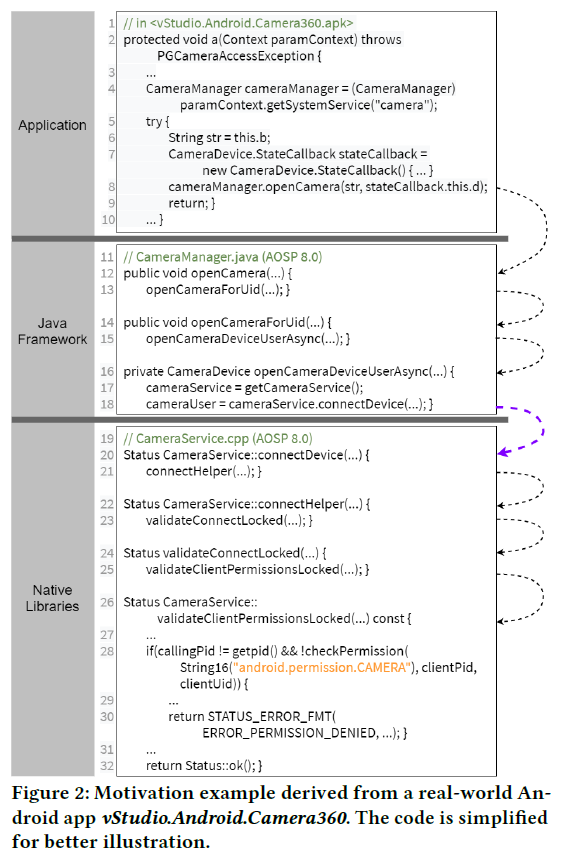 Application
1 // in <vStudio.Android.Camera360.apk>
2 protected void a(Context paramContext) throws
PGCameraAccessException {
3 ...
4 CameraManager cameraManager = (CameraManager)
paramContext.getSystemService("camera");
5 try {
6 String str = this.b;
7 CameraDevice.StateCallback stateCallback =
new CameraDevice.StateCallback() { ... }
8 cameraManager.openCamera(str, stateCallback.this.d);
9 return; }
10 ... }
Java
Framework
11 // CameraManager.java (AOSP 8.0)
12 public void openCamera(...) {
13 openCameraForUid(...); }
14 public void openCameraForUid(...) {
15 openCameraDeviceUserAsync(...); }
16 private CameraDevice openCameraDeviceUserAsync(...) {
17 cameraService = getCameraService();
18 cameraUser = cameraService.connectDevice(...); }
Native
Libraries
19 // CameraService.cpp (AOSP 8.0)
20 Status CameraService::connectDevice(...) {
21 connectHelper(...); }
22 Status CameraService::connectHelper(...) {
23 validateConnectLocked(...); }
24 Status validateConnectLocked(...) {
25 validateClientPermissionsLocked(...); }
26 Status CameraService::
validateClientPermissionsLocked(...) const {
27 ...
28 if(callingPid != getpid() && !checkPermission(
String16("android.permission.CAMERA"), clientPid,
clientUid)) {
29 ...
30 return STATUS_ERROR_FMT(
ERROR_PERMISSION_DENIED, ...); }
31 ...
32 return Status::ok(); }
Figure 2: Motivation example derived from a real-world An-
droid app vStudio.Android.Camera360. The code is simplified
for better illustration.